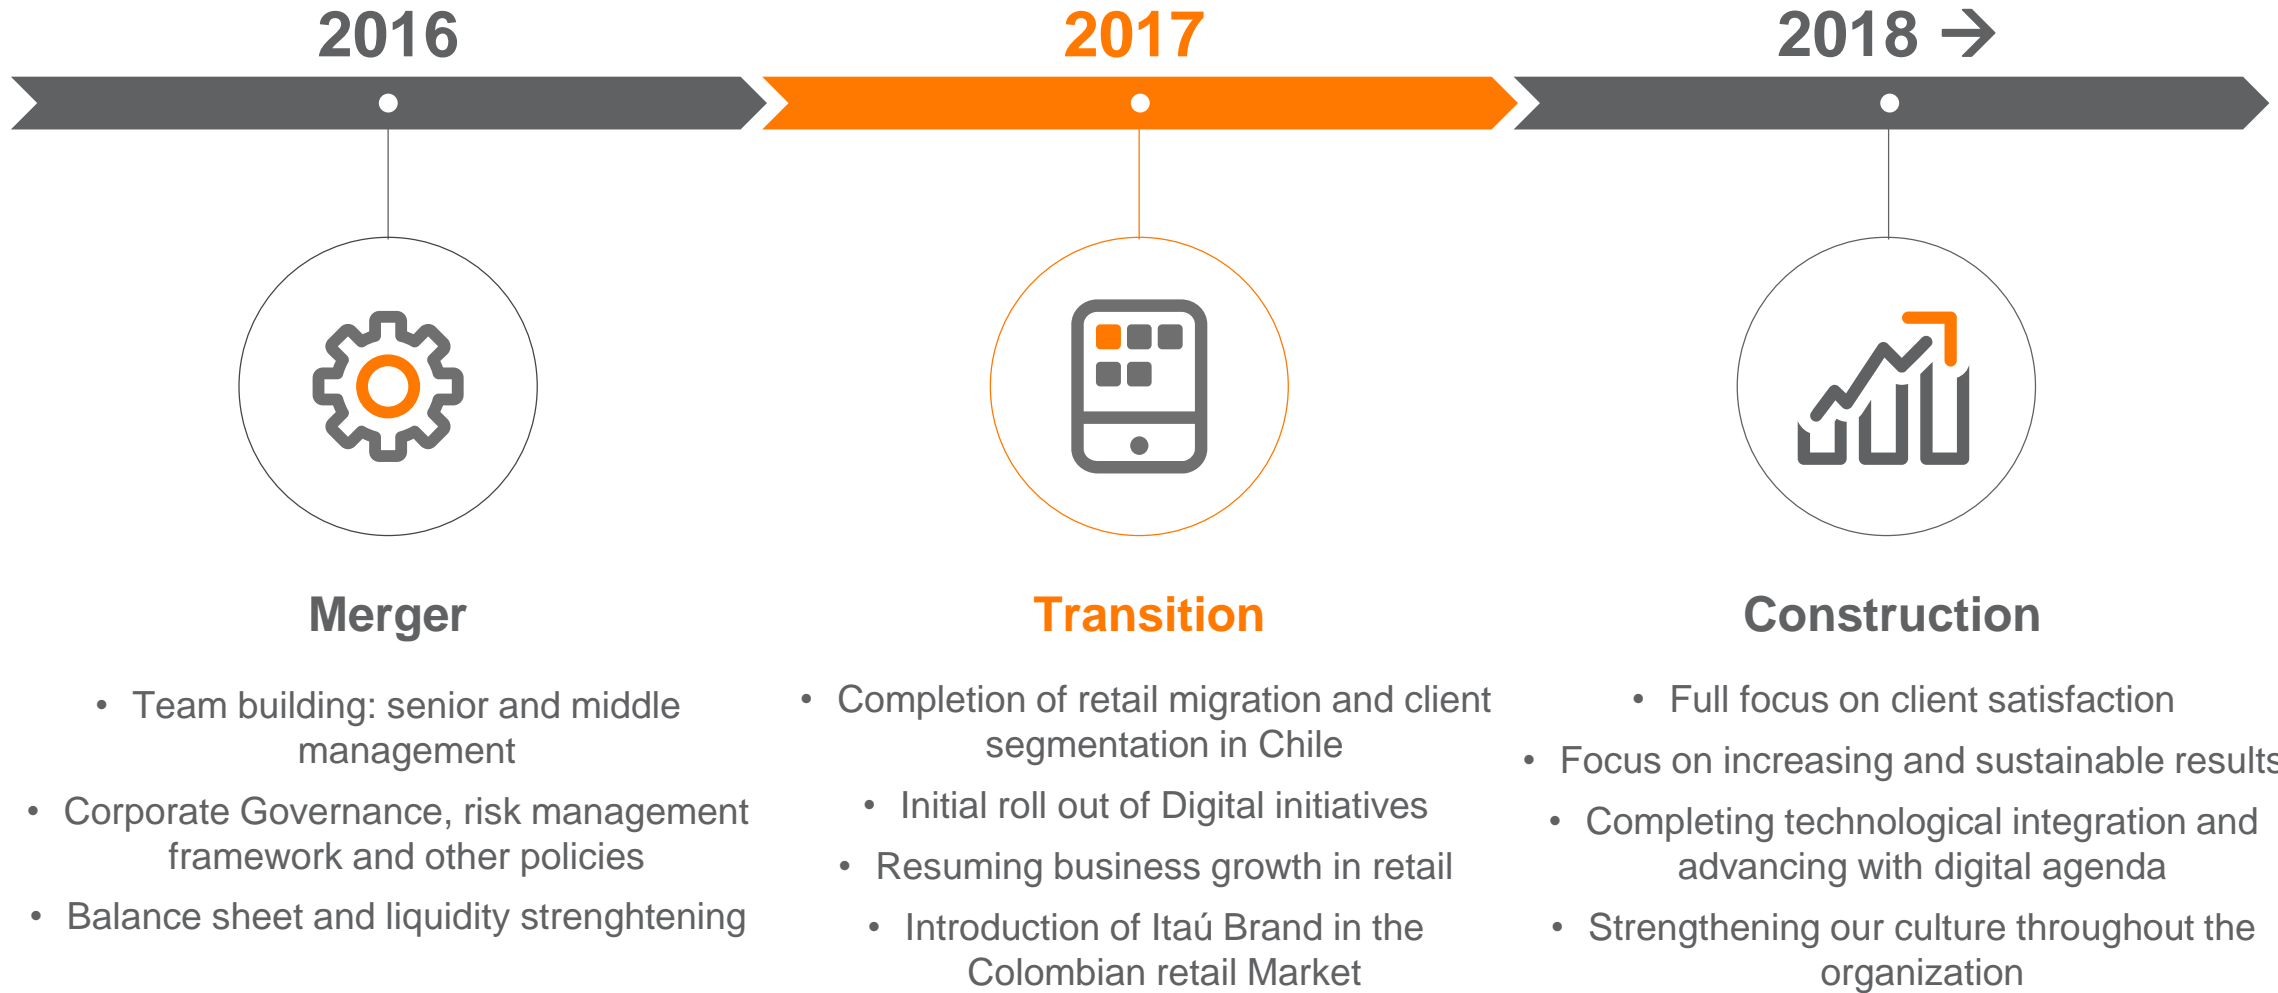 2016
2017
2018 →
Merger
• Team building: senior and middle
management
• Corporate Governance, risk management
framework and other policies
• Balance sheet and liquidity strenghtening
Transition
• Completion of retail migration and client
segmentation in Chile
• Initial roll out of Digital initiatives
• Resuming business growth in retail
• Introduction of Itaú Brand in the
Colombian retail Market
Construction
• Full focus on client satisfaction
• Focus on increasing and sustainable results
• Completing technological integration and
advancing with digital agenda
• Strengthening our culture throughout the
organization